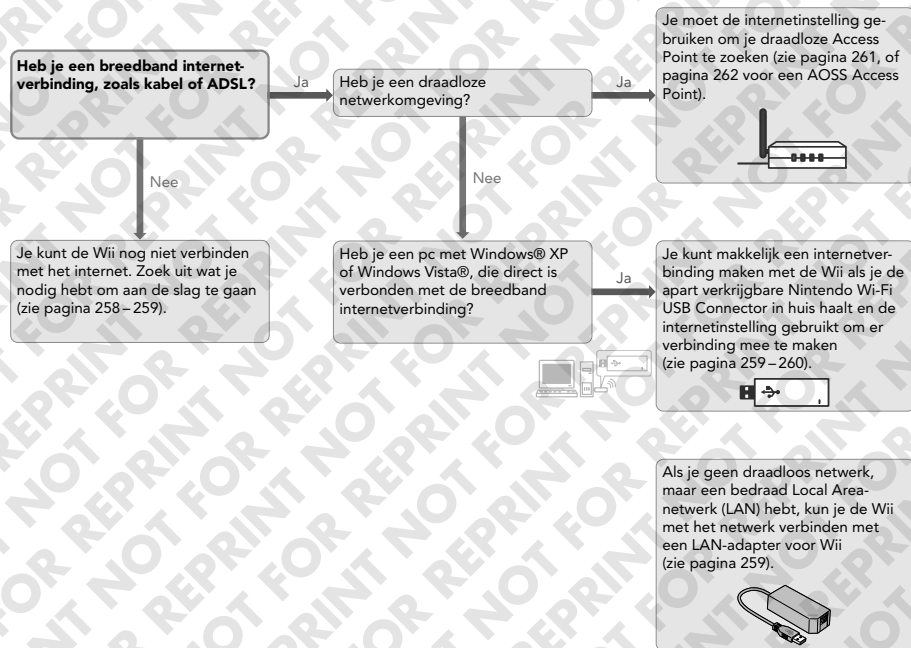 Heb je een breedband internet-
verbinding, zoals kabel of ADSL?
Ja
Heb je een draadloze
netwerkomgeving?
Ja
Je moet de internetinstelling ge-
bruiken om je draadloze Access
Point te zoeken (zie pagina 261, of
pagina 262 voor een AOSS Access
Point).
Nee
Nee
Je kunt de Wii nog niet verbinden
met het internet. Zoek uit wat je
nodig hebt om aan de slag te gaan
(zie pagina 258–259).
Heb je een pc met Windows® XP
of Windows Vista®, die direct is
verbonden met de breedband
internetverbinding?
Ja
Je kunt makkelijk een internetver-
binding maken met de Wii als je de
apart verkrijgbare Nintendo Wi-Fi
USB Connector in huis haalt en de
internetinstelling gebruikt om er
verbinding mee te maken
(zie pagina 259–260).
Als je geen draadloos netwerk,
maar een bedraad Local Area-
netwerk (LAN) hebt, kun je de Wii
met het netwerk verbinden met
een LAN-adapter voor Wii
(zie pagina 259).
NOT FOR REPRINT